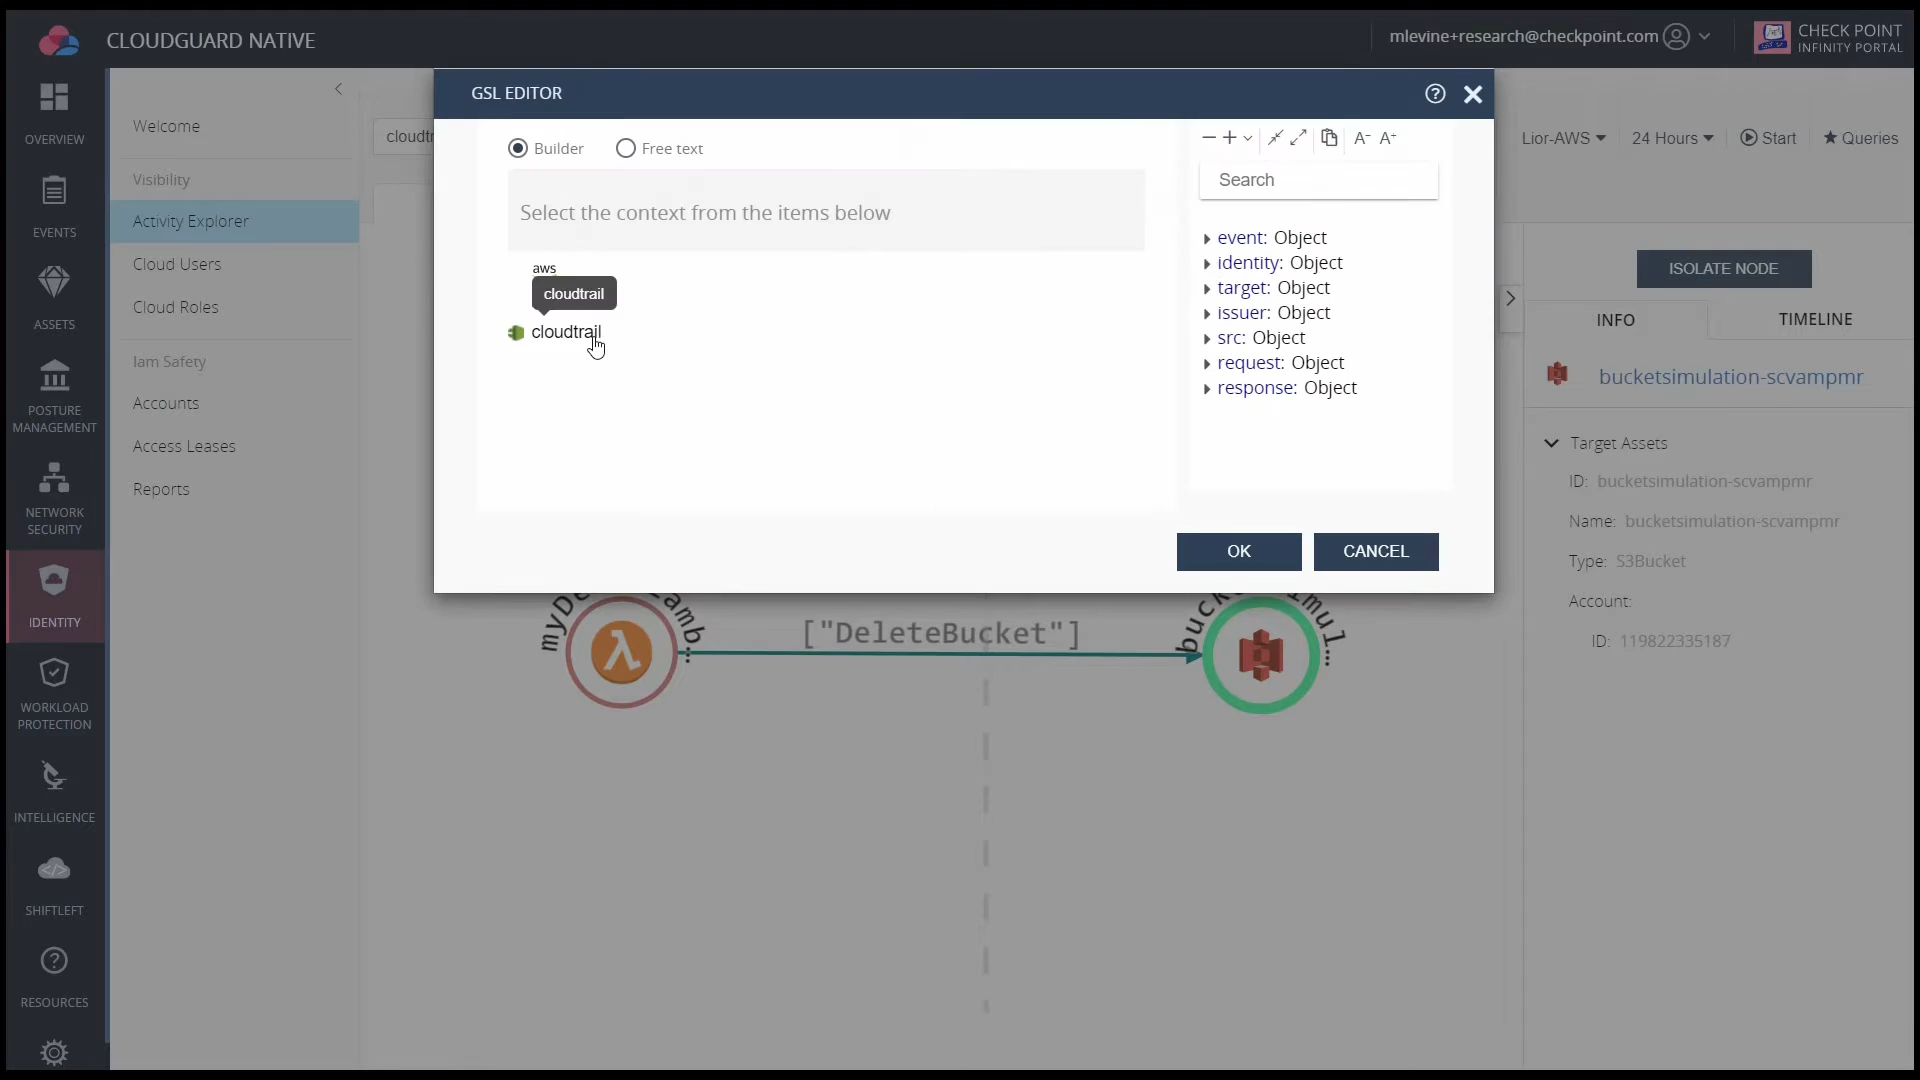 CLOUDGUARD NATIVE
mlevine+research@checkpoint.com
CHECK POINT
INFINITY PORTAL
OVERVIEW
EVENTS
ASSETS
POSTURE
MANAGEMENT
NETWORK
SECURITY
IDENTITY
WORKLOAD
PROTECTION
INTELLIGENCE
SHIFTLEFT
RESOURCES
Welcome
Visibility
Activity Explorer
Cloud Users
Cloud Roles
Iam Safety
Accounts
Access Leases
Reports
cloudtr
GSL EDITOR
Builder
Free text
Select the context from the items below
aws
cloudtrail
cloudtrail
A- A+
Search
event: Object
identity: Object
target: Object
issuer: Object
src: Object
request: Object
response: Object
OK
CANCEL
["DeleteBucket"]
Lior-AWS
24 Hours
Start
Queries
ISOLATE NODE
INFO
TIMELINE
bucketsimulation-scvampmr
Target Assets
ID: bucketsimulation-scvampmr
Name: bucketsimulation-scvampmr
Type: S3Bucket
Account:
ID: 119822335187